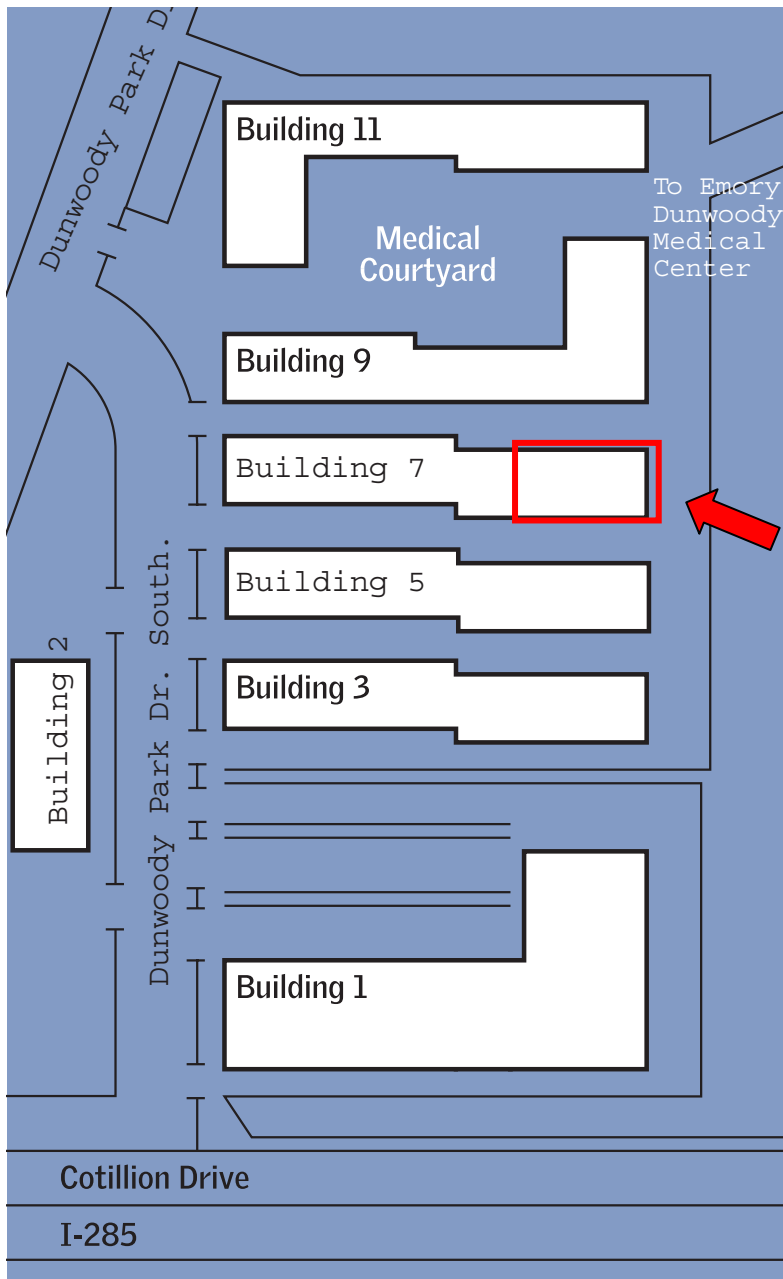 Dunwoody Park D
Building 11
To Emory
Dunwoody
Medical
Center
Medical
Courtyard
Building 9
Building 7
Building 5
Building 3
Building 2
Dunwoody Park Dr. South.
Building 1
Cotillion Drive
I-285